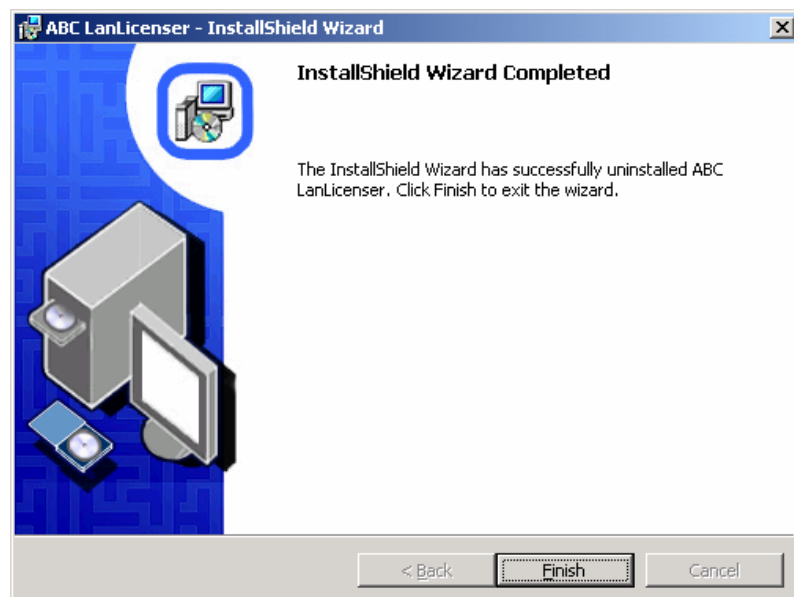 ABC LanLicenser - InstallShield Wizard
InstallShield Wizard Completed
The InstallShield Wizard has successfully uninstalled ABC
LanLicenser. Click Finish to exit the wizard.
< Back
Finish
Cancel